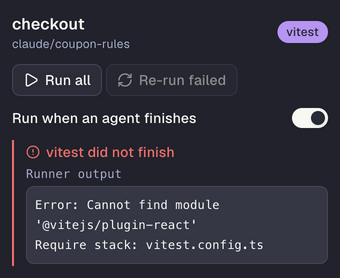 checkout
claude/coupon-rules
vitest
Run all
Re-run failed
Run when an agent finishes
vitest did not finish
Runner output
Error: Cannot find module
'@vitejs/plugin-react'
Require stack: vitest.config.ts